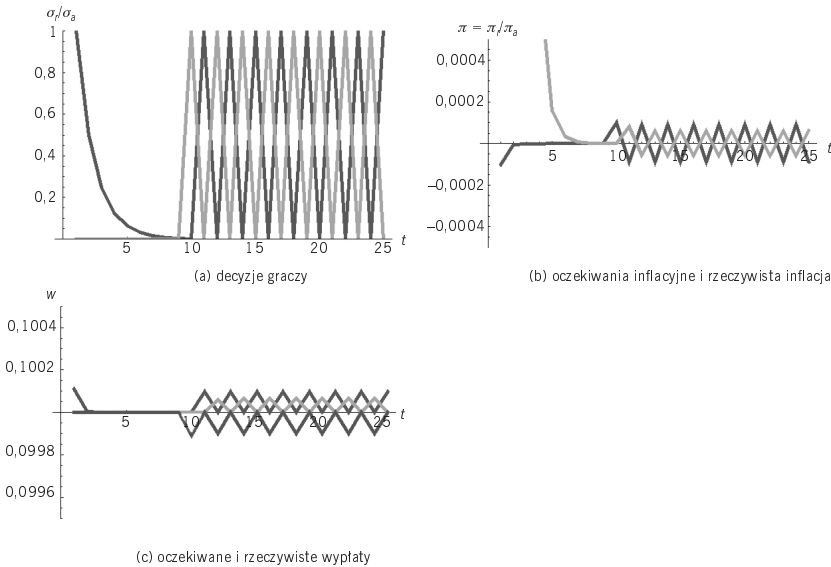 σr/σa
1
0,8
0,6
0,4
0,2
5 10 15 20 25 t
(a) decyzje graczy
π = πr/πa
0,0004
0,0002
−0,0002
−0,0004
5 10 15 20 25 t
(b) oczekiwania inflacyjne i rzeczywista inflacja
w
0,1004
0,1002
0,0998
0,0996
5 10 15 20 25 t
(c) oczekiwane i rzeczywiste wypłaty